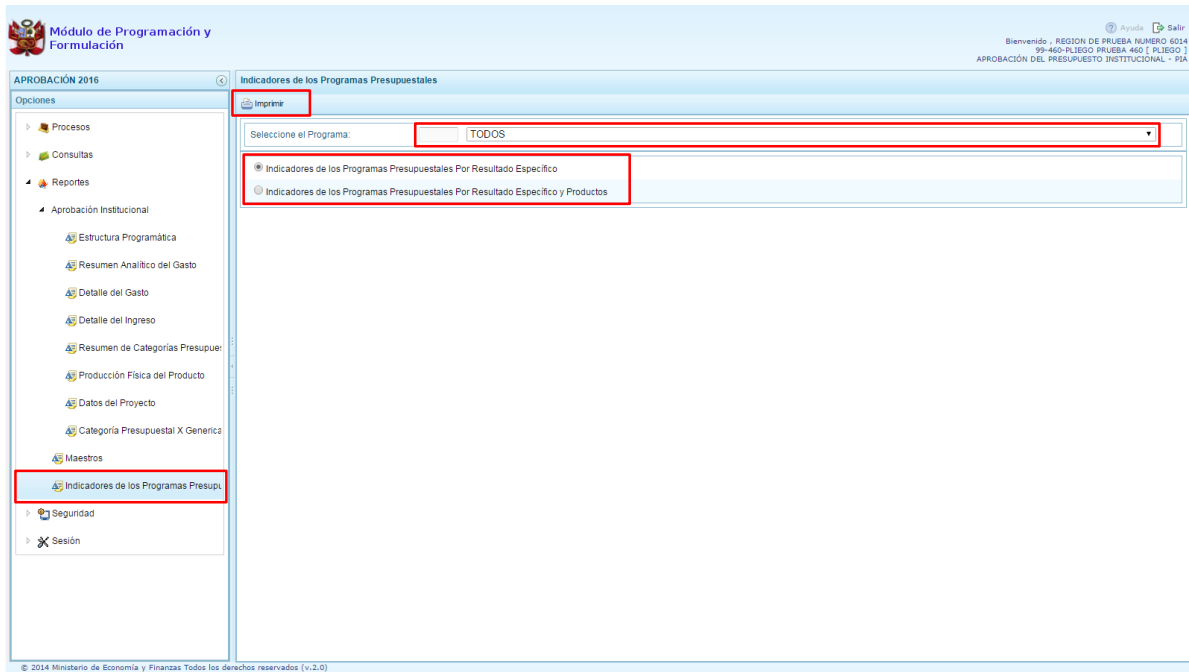 Módulo de Programación y
Formulación
Ayuda Salir
Bienvenido , REGION DE PRUEBA NUMERO 6014
99-460-PLIEGO PRUEBA 460 [ PLIEGO ]
APROBACIÓN DEL PRESUPUESTO INSTITUCIONAL - PIA
APROBACIÓN 2016
Opciones
Procesos
Consultas
Reportes
Aprobación Institucional
Estructura Programática
Resumen Analítico del Gasto
Detalle del Gasto
Detalle del Ingreso
Resumen de Categorías Presupue
Producción Física del Producto
Datos del Proyecto
Categoría Presupuestal X Generica
Maestros
Indicadores de los Programas Presupu
Seguridad
Sesión
Indicadores de los Programas Presupuestales
Imprimir
Seleccione el Programa: TODOS
Indicadores de los Programas Presupuestales Por Resultado Específico
Indicadores de los Programas Presupuestales Por Resultado Específico y Productos
© 2014 Ministerio de Economía y Finanzas Todos los derechos reservados (v.2.0)